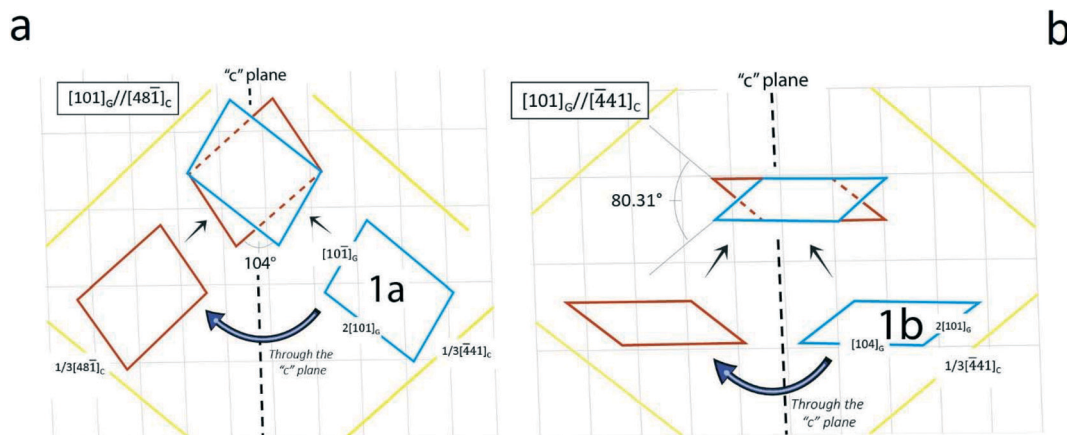 a
b
"c" plane
[101]G//[481̅]C
104°
[101̅]G
1a
2[101]G
1/3[481̅]C
1/3[4̅41]C
Through the
"c" plane
"c" plane
[101]G//[4̅41]C
80.31°
1b
2[101]G
[104]G
1/3[4̅41]C
Through the
"c" plane